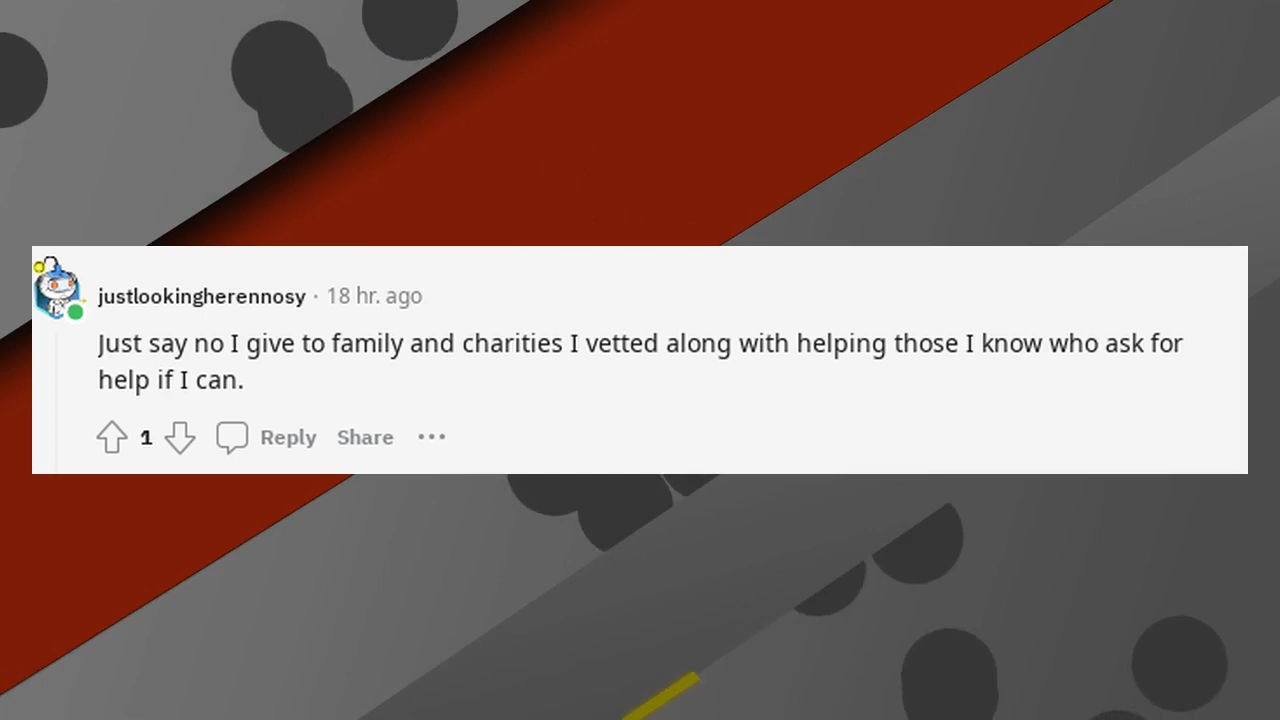 justlookingherennosy · 18 hr. ago
Just say no I give to family and charities I vetted along with helping those I know who ask for
help if I can.
1 Reply Share ···